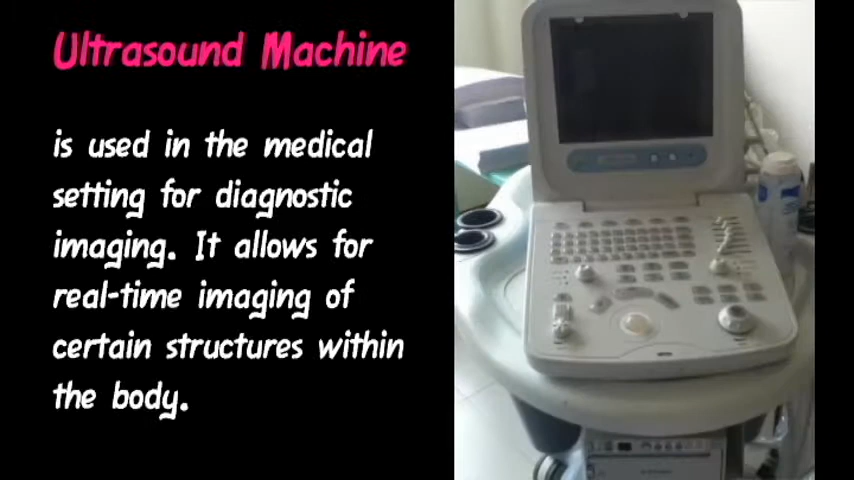 Ultrasound Machine
is used in the medical
setting for diagnostic
imaging. It allows for
real-time imaging of
certain structures within
the body.